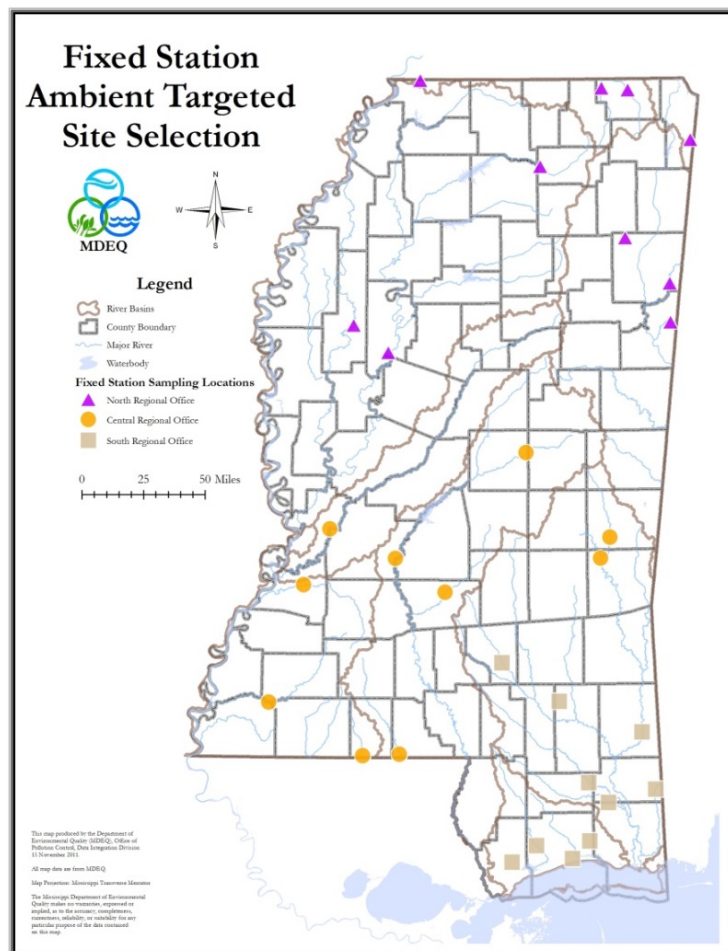 Fixed Station
Ambient Targeted
Site Selection
MDEQ
N
W
E
S
Legend
River Basins
County Boundary
Major River
Waterbody
Fixed Station Sampling Locations
North Regional Office
Central Regional Office
South Regional Office
0 25 50 Miles
This map produced by the Department of
Environmental Quality (MDEQ), Office of
Pollution Control, Data Integration Division
15 November 2011.
All map data are from MDEQ
Map Projection: Mississippi Transverse Mercator
The Mississippi Department of Environmental
Quality makes no warranties, expressed or
implied, as to the accuracy, completeness,
currentness, reliability, or suitability for any
particular purpose of the data contained
on this map.